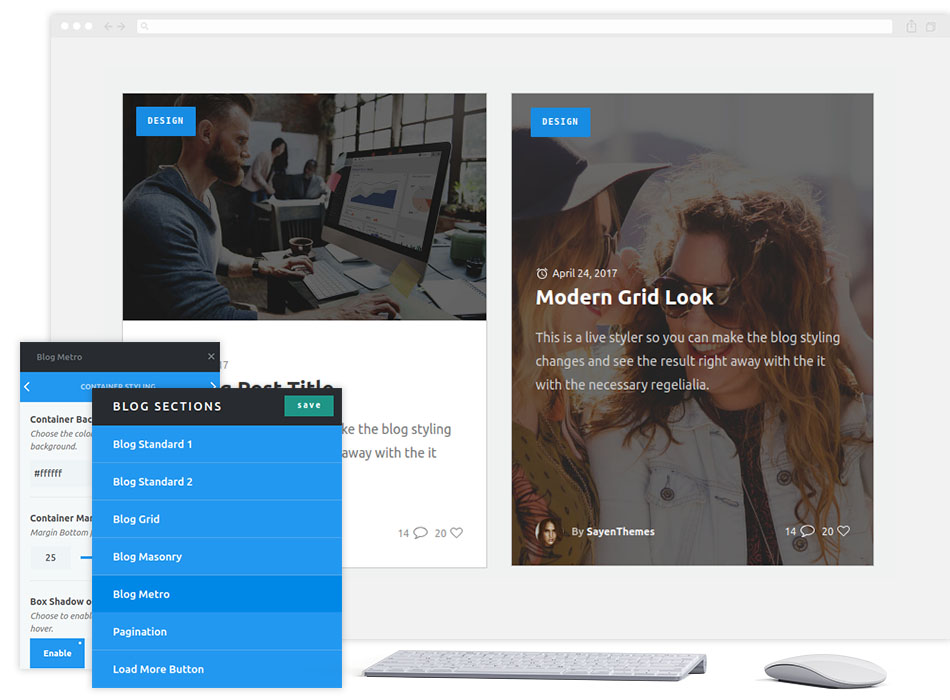 DESIGN
17
g Post Title
ke the blog styling
away with the it
14 20
DESIGN
April 24, 2017
Modern Grid Look
This is a live styler so you can make the blog styling
changes and see the result right away with the it
with the necessary regelialia.
By SayenThemes
14 20
Blog Metro
CONTAINER STYLING
Container Bac
Choose the colo
background.
#ffffff
Container Mar
Margin Bottom
25
Box Shadow o
Choose to enabl
hover.
Enable
BLOG SECTIONS
save
Blog Standard 1
Blog Standard 2
Blog Grid
Blog Masonry
Blog Metro
Pagination
Load More Button